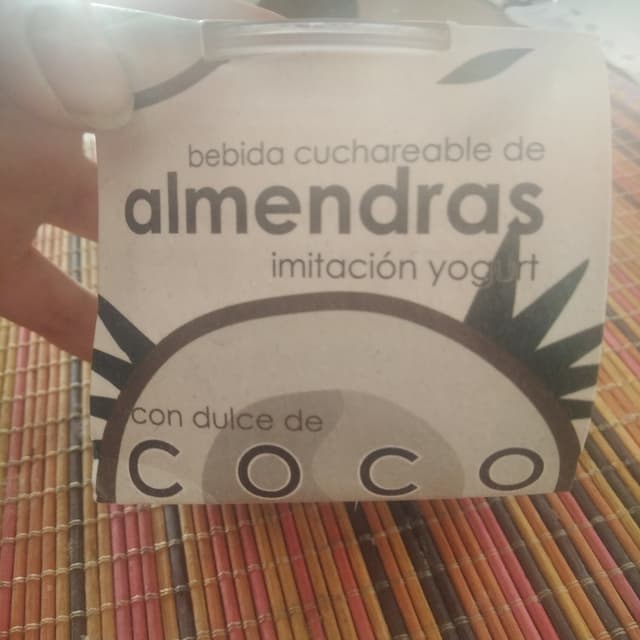 bebida cuchareable de
almendras
imitación yogurt
con dulce de
COCO